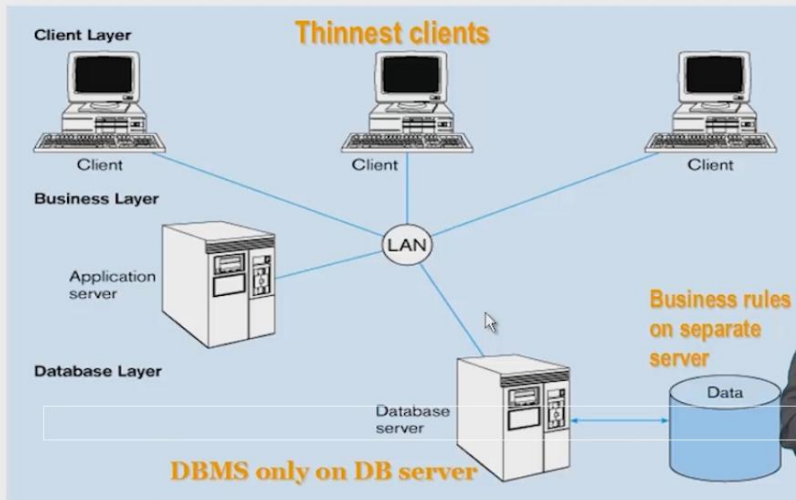 Client Layer
Thinnest clients
Client
Client
Client
Business Layer
LAN
Application
server
Business rules
on separate
server
Database Layer
Data
Database
server
DBMS only on DB server